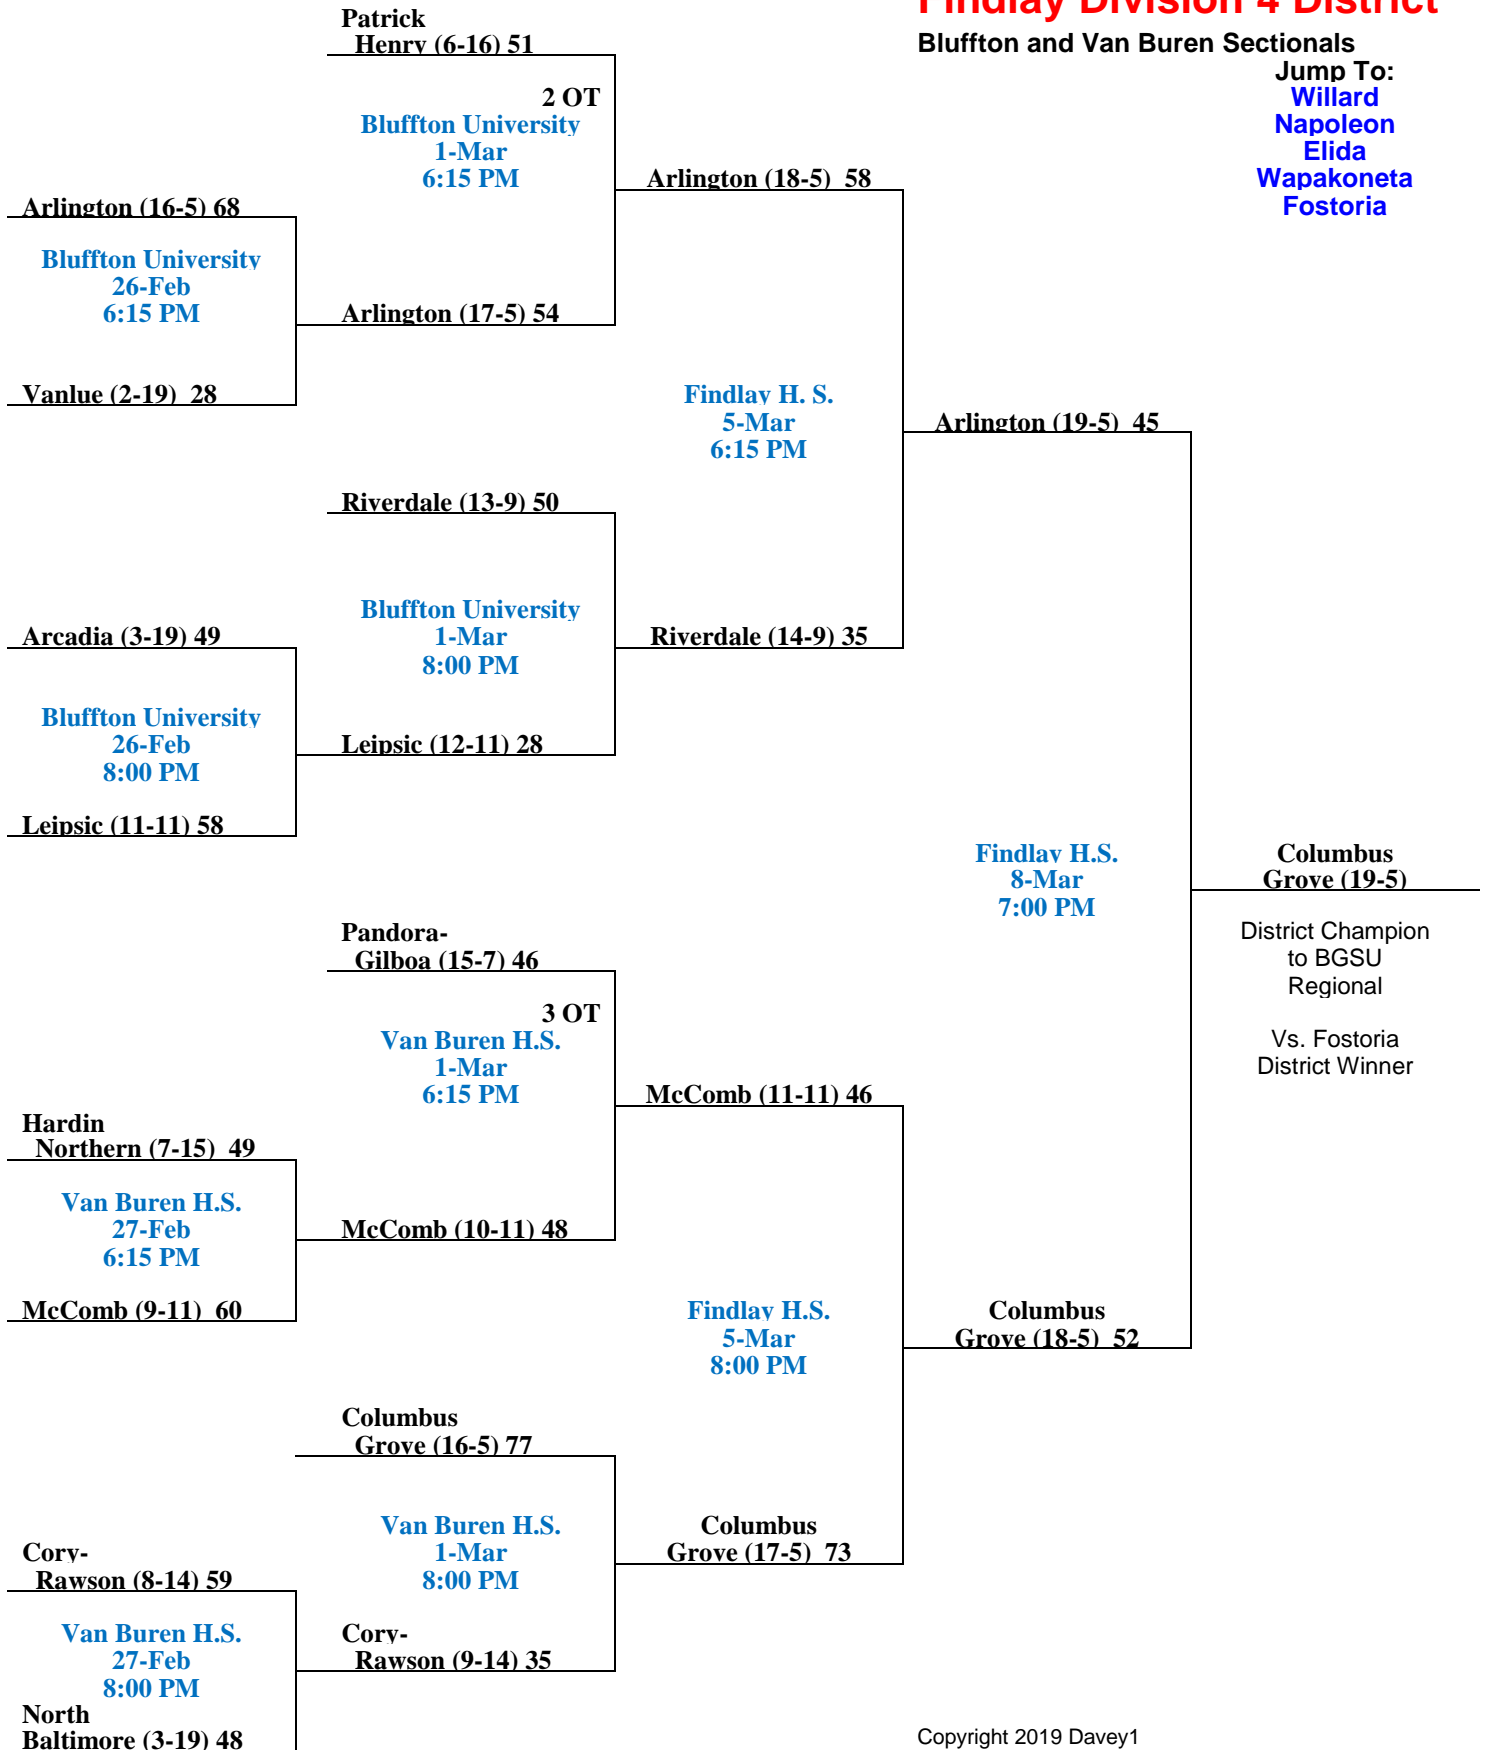 Findlay Division 4 District
Bluffton and Van Buren Sectionals
Jump To:
Willard
Napoleon
Elida
Wapakoneta
Fostoria
Patrick
Henry (6-16) 51
2 OT
Bluffton University
1-Mar
6:15 PM
Arlington (18-5) 58
Arlington (16-5) 68
Bluffton University
26-Feb
6:15 PM
Arlington (17-5) 54
Vanlue (2-19) 28
Findlay H. S.
5-Mar
6:15 PM
Arlington (19-5) 45
Riverdale (13-9) 50
Bluffton University
1-Mar
8:00 PM
Riverdale (14-9) 35
Arcadia (3-19) 49
Bluffton University
26-Feb
8:00 PM
Leipsic (12-11) 28
Leipsic (11-11) 58
Findlay H.S.
8-Mar
7:00 PM
Columbus
Grove (19-5)
District Champion
to BGSU
Regional
Vs. Fostoria
District Winner
Pandora-
Gilboa (15-7) 46
3 OT
Van Buren H.S.
1-Mar
6:15 PM
McComb (11-11) 46
Hardin
Northern (7-15) 49
Van Buren H.S.
27-Feb
6:15 PM
McComb (10-11) 48
McComb (9-11) 60
Findlay H.S.
5-Mar
8:00 PM
Columbus
Grove (18-5) 52
Columbus
Grove (16-5) 77
Van Buren H.S.
1-Mar
8:00 PM
Columbus
Grove (17-5) 73
Cory-
Rawson (8-14) 59
Van Buren H.S.
27-Feb
8:00 PM
Cory-
Rawson (9-14) 35
North
Baltimore (3-19) 48
Copyright 2019 Davey1